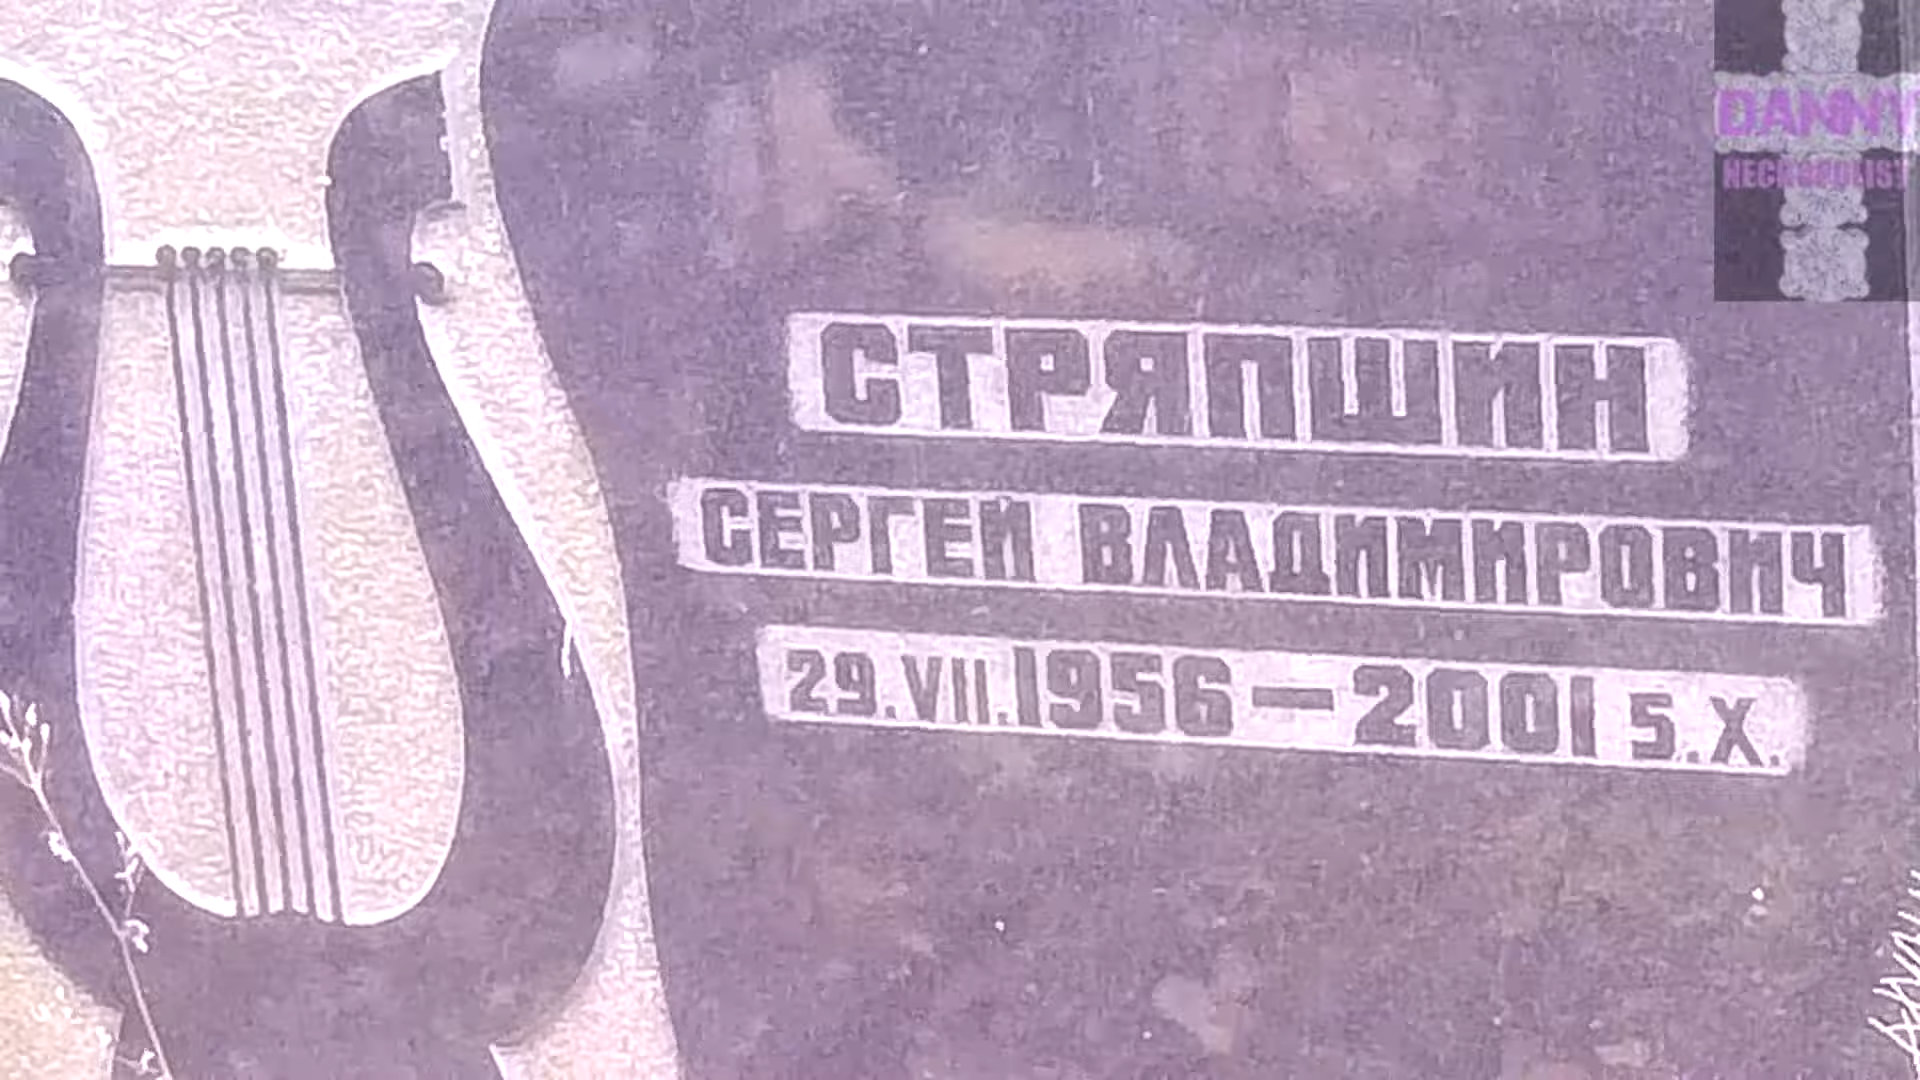 DANNY
NECROPOLIST
СТРЯПШИН
СЕРГЕЙ ВЛАДИМИРОВИЧ
29.VII.1956–2001 5.X.